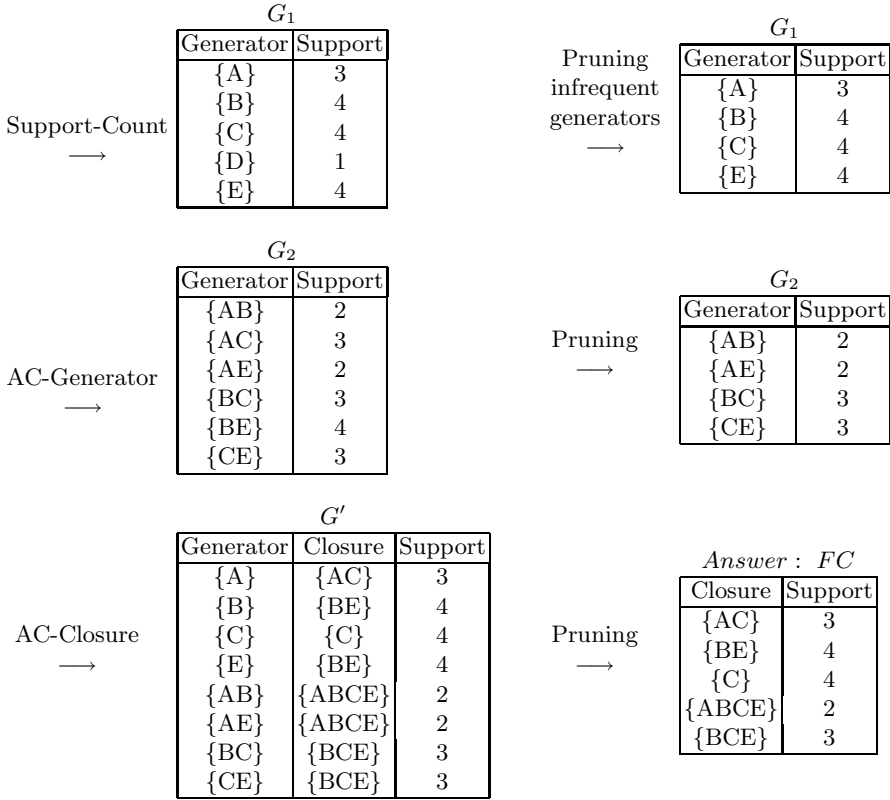 Support-Count
⟶
G₁
Generator Support
{A} 3
{B} 4
{C} 4
{D} 1
{E} 4
Pruning
infrequent
generators
⟶
G₁
Generator Support
{A} 3
{B} 4
{C} 4
{E} 4
AC-Generator
⟶
G₂
Generator Support
{AB} 2
{AC} 3
{AE} 2
{BC} 3
{BE} 4
{CE} 3
Pruning
⟶
G₂
Generator Support
{AB} 2
{AE} 2
{BC} 3
{CE} 3
AC-Closure
⟶
G′
Generator Closure Support
{A} {AC} 3
{B} {BE} 4
{C} {C} 4
{E} {BE} 4
{AB} {ABCE} 2
{AE} {ABCE} 2
{BC} {BCE} 3
{CE} {BCE} 3
Pruning
⟶
Answer : FC
Closure Support
{AC} 3
{BE} 4
{C} 4
{ABCE} 2
{BCE} 3